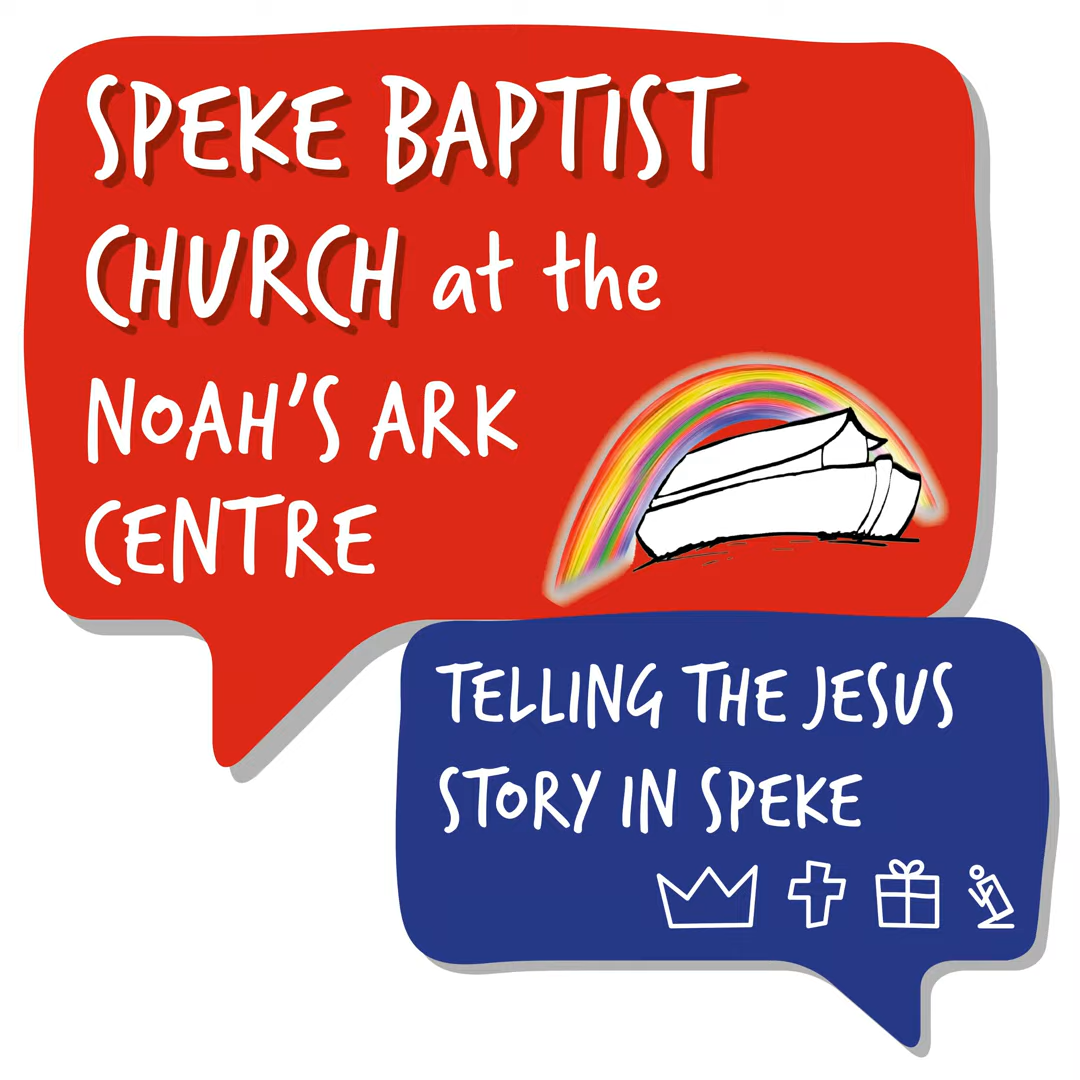 SPEKE BAPTIST
CHURCH at the
NOAH'S ARK
CENTRE
TELLING THE JESUS
STORY IN SPEKE